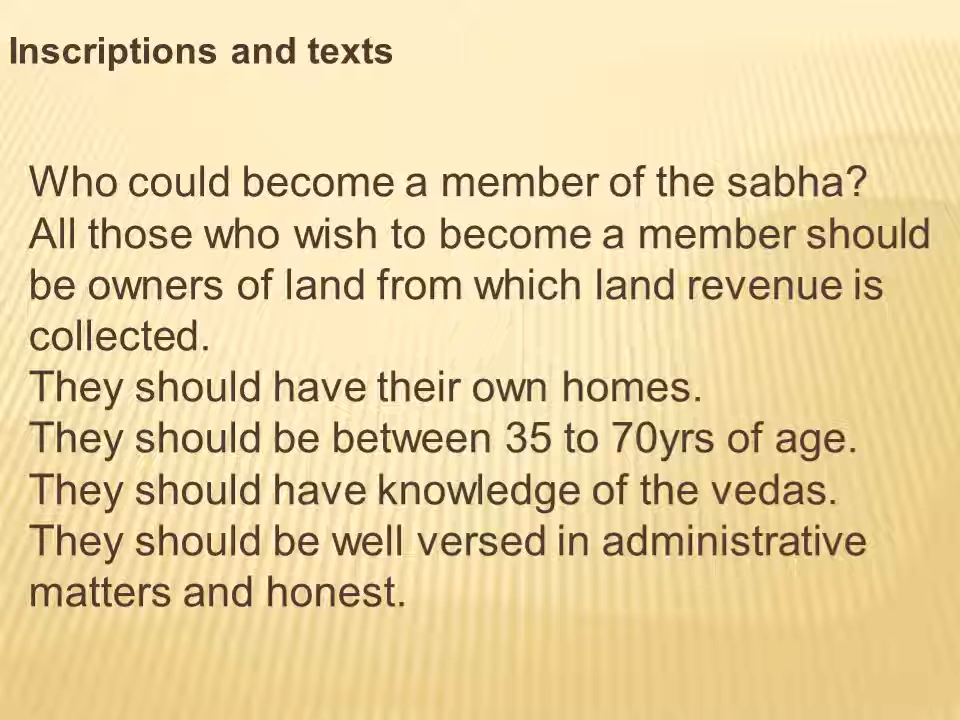 Inscriptions and texts
Who could become a member of the sabha?
All those who wish to become a member should
be owners of land from which land revenue is
collected.
They should have their own homes.
They should be between 35 to 70yrs of age.
They should have knowledge of the vedas.
They should be well versed in administrative
matters and honest.